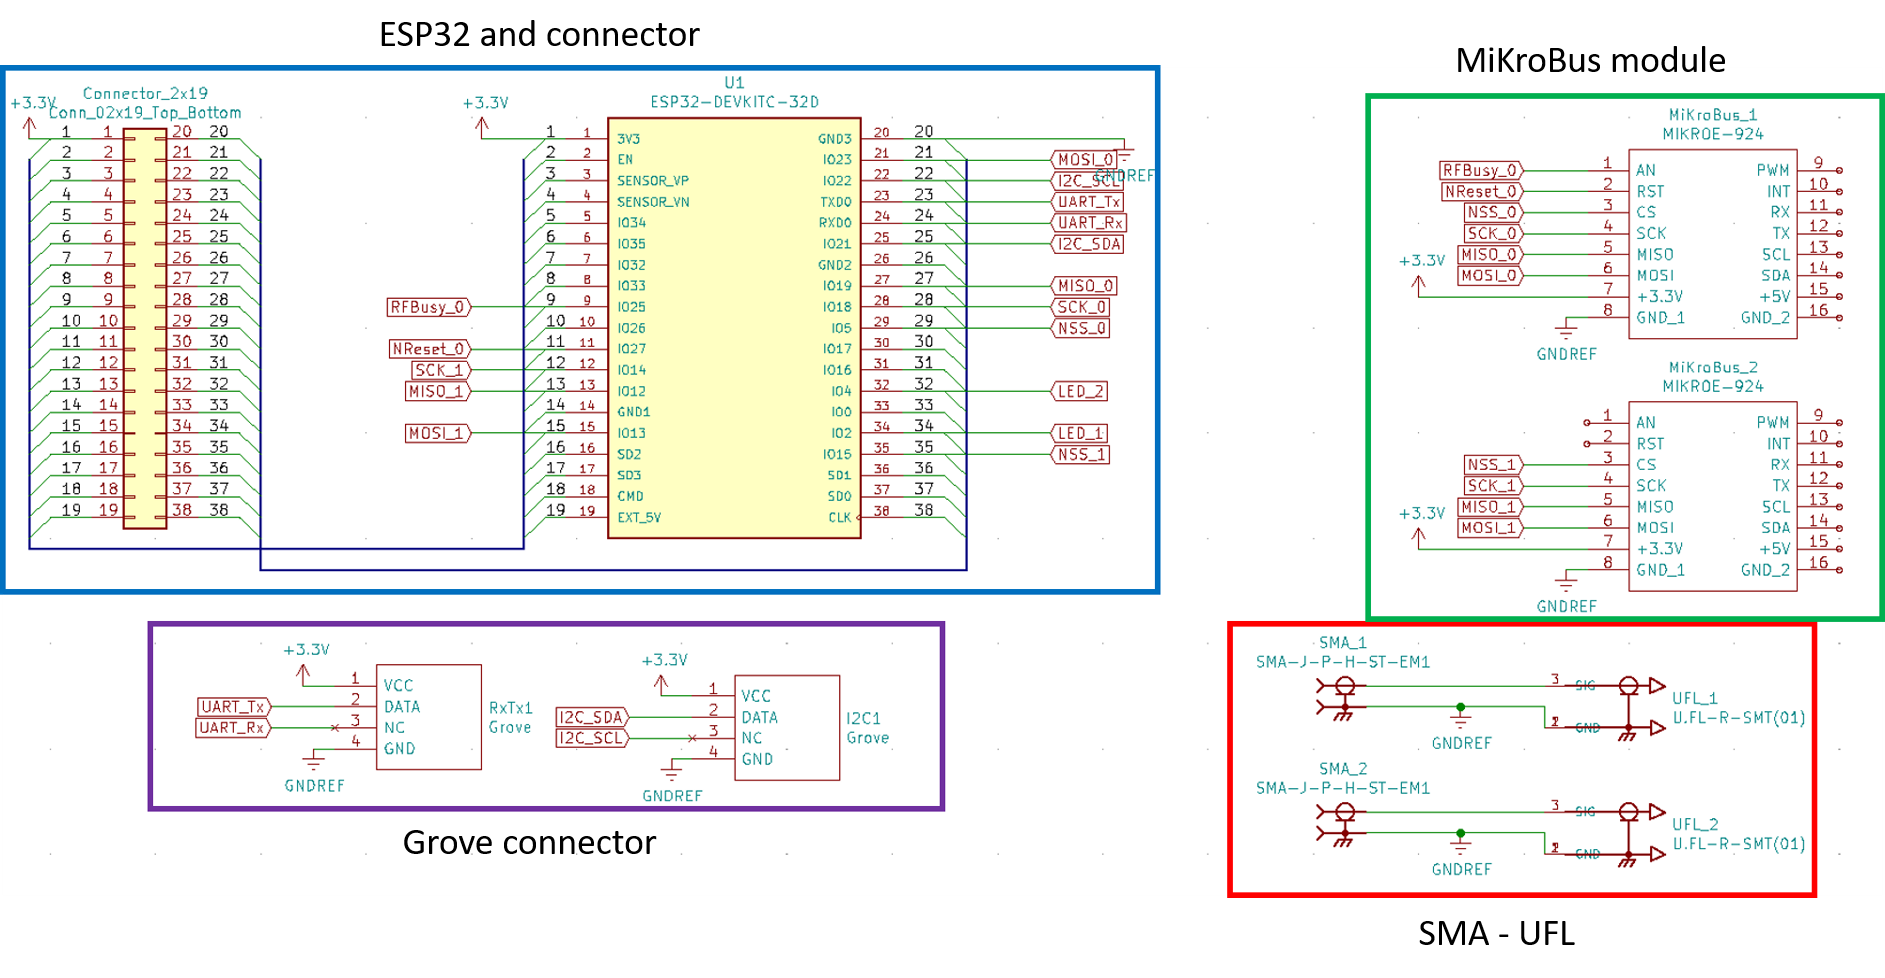 ESP32 and connector
Connector_2x19
Conn_02x19_Top_Bottom
+3.3V
1 1 20 20
2 2 21 21
3 3 22 22
4 4 23 23
5 5 24 24
6 6 25 25
7 7 26 26
8 8 27 27
9 9 28 28
10 10 29 29
11 11 30 30
12 12 31 31
13 13 32 32
14 14 33 33
15 15 34 34
16 16 35 35
17 17 36 36
18 18 37 37
19 19 38 38
U1
ESP32-DEVKITC-32D
+3.3V
1 1 3V3 GND3 20 20
GNDREF
2 2 EN IO23 21 21 MOSI_0
3 3 SENSOR_VP IO22 22 22 I2C_SCL
4 4 SENSOR_VN TXD0 23 23 UART_Tx
5 5 IO34 RXD0 24 24 UART_Rx
6 6 IO35 IO21 25 25 I2C_SDA
7 7 IO32 GND2 26 26
8 8 IO33 IO19 27 27 MISO_0
RFBusy_0 9 9 IO25 IO18 28 28 SCK_0
10 10 IO26 IO5 29 29 NSS_0
NReset_0 11 11 IO27 IO17 30 30
SCK_1 12 12 IO14 IO16 31 31
MISO_1 13 13 IO12 IO4 32 32 LED_2
14 14 GND1 IO0 33 33
MOSI_1 15 15 IO13 IO2 34 34 LED_1
16 16 SD2 IO15 35 35 NSS_1
17 17 SD3 SD1 36 36
18 18 CMD SD0 37 37
19 19 EXT_5V CLK 38 38
MiKroBus module
MiKroBus_1
MIKROE-924
RFBusy_0 1 AN PWM 9
NReset_0 2 RST INT 10
NSS_0 3 CS RX 11
SCK_0 4 SCK TX 12
MISO_0 5 MISO SCL 13
MOSI_0 6 MOSI SDA 14
+3.3V 7 +3.3V +5V 15
8 GND_1 GND_2 16
GNDREF
MiKroBus_2
MIKROE-924
1 AN PWM 9
2 RST INT 10
NSS_1 3 CS RX 11
SCK_1 4 SCK TX 12
MISO_1 5 MISO SCL 13
MOSI_1 6 MOSI SDA 14
+3.3V 7 +3.3V +5V 15
8 GND_1 GND_2 16
GNDREF
+3.3V
1 VCC
UART_Tx 2 DATA
UART_Rx 3 NC
4 GND
GNDREF
RxTx1
Grove
+3.3V
1 VCC
I2C_SDA 2 DATA
I2C_SCL 3 NC
4 GND
GNDREF
I2C1
Grove
Grove connector
SMA_1
SMA-J-P-H-ST-EM1
3 SIG
GND
GNDREF
UFL_1
U.FL-R-SMT(01)
SMA_2
SMA-J-P-H-ST-EM1
3 SIG
GND
GNDREF
UFL_2
U.FL-R-SMT(01)
SMA - UFL